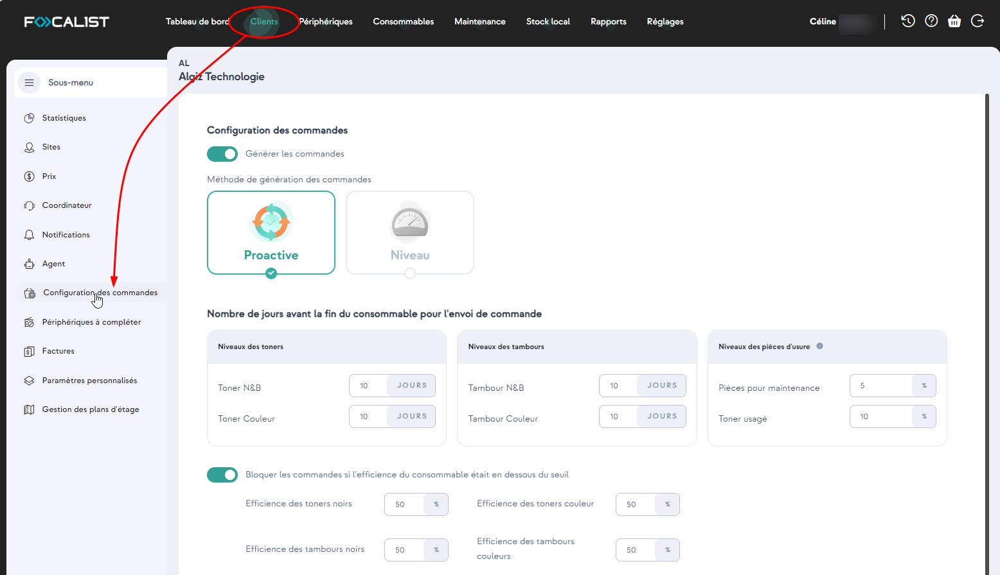 FOCALIST
Tableau de bord Clients Périphériques Consommables Maintenance Stock local Rapports Réglages Céline
AL
Algiz Technologie
Sous-menu
Statistiques
Sites
Prix
Coordinateur
Notifications
Agent
Configuration des commandes
Périphériques à compléter
Factures
Paramètres personnalisés
Gestion des plans d'étage
Configuration des commandes
Générer les commandes
Méthode de génération des commandes
Proactive Niveau
Nombre de jours avant la fin du consommable pour l'envoi de commande
Niveaux des toners
Toner N&B 10 JOURS
Toner Couleur 10 JOURS
Niveaux des tambours
Tambour N&B 10 JOURS
Tambour Couleur 10 JOURS
Niveaux des pièces d'usure
Pièces pour maintenance 5 %
Toner usagé 10 %
Bloquer les commandes si l'efficience du consommable était en dessous du seuil
Efficience des toners noirs 50 % Efficience des toners couleur 50 %
Efficience des tambours noirs 50 % Efficience des tambours
couleurs 50 %